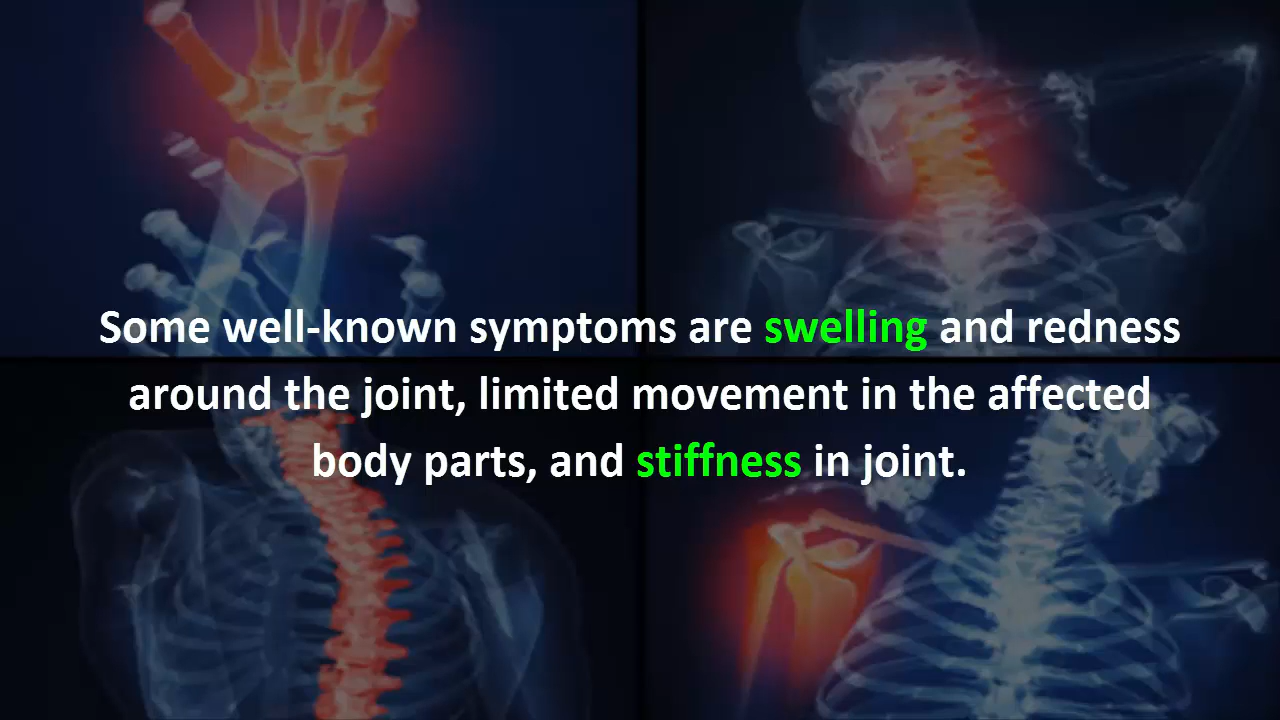 Some well-known symptoms are swelling and redness
around the joint, limited movement in the affected
body parts, and stiffness in joint.